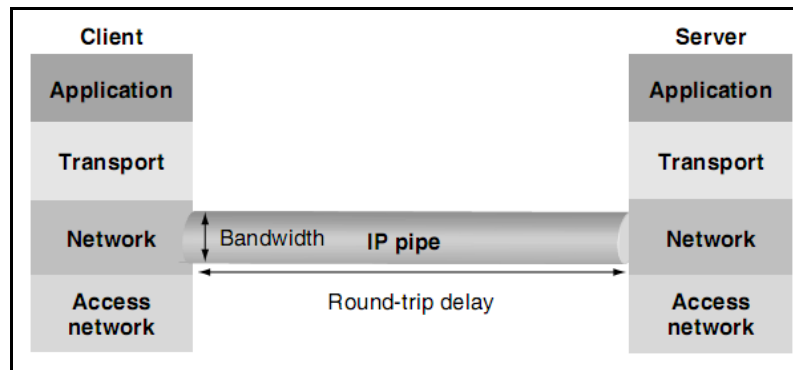 Client
Server
Application
Application
Transport
Transport
Network
Bandwidth
IP pipe
Network
Round-trip delay
Access
network
Access
network